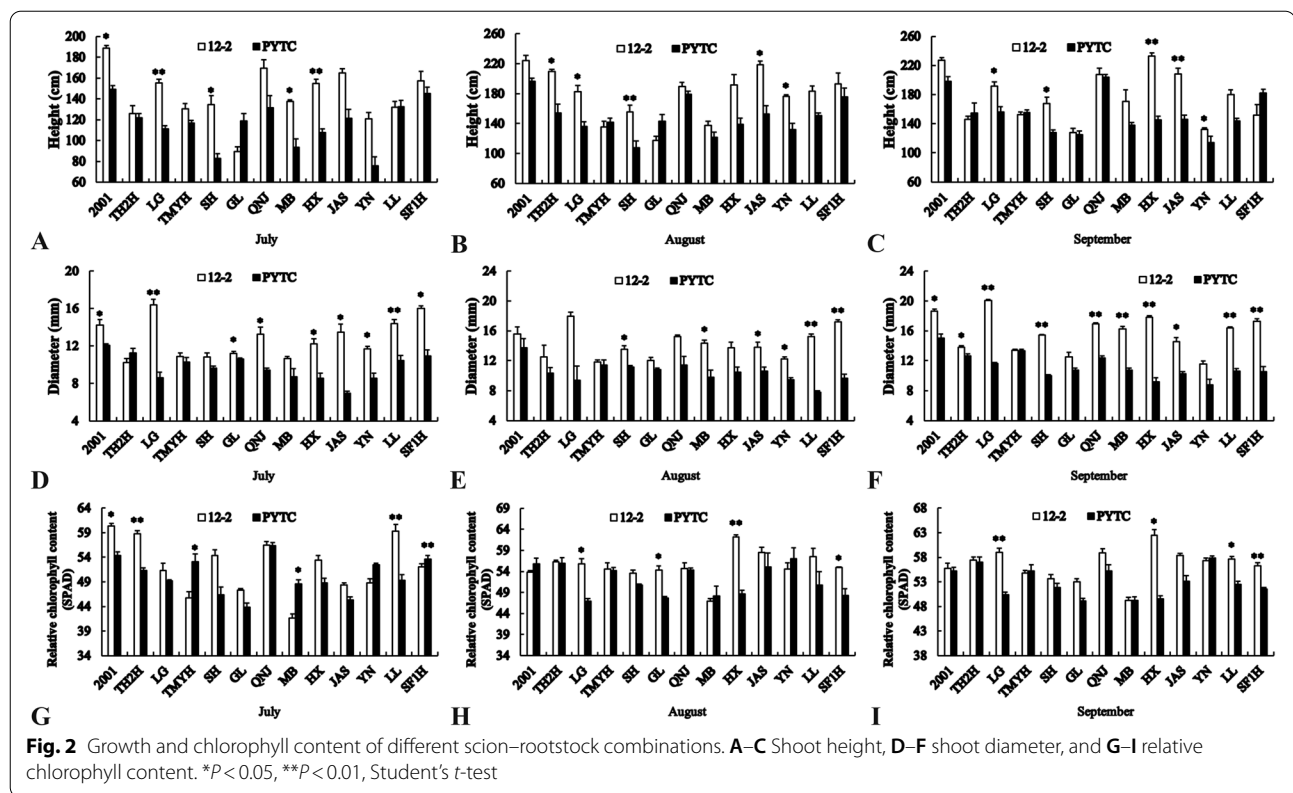 12-2 PYTC
Height (cm)
200
180
160
140
120
100
80
60
* ** * * **
2001 TH2H LG TMYH SH GL QNJ MB HX JAS YN LL SF1H
A July
12-2 PYTC
Height (cm)
260
220
180
140
100
60
* * ** * *
2001 TH2H LG TMYH SH GL QNJ MB HX JAS YN LL SF1H
B August
12-2 PYTC
Height (cm)
260
220
180
140
100
60
* * ** ** *
2001 TH2H LG TMYH SH GL QNJ MB HX JAS YN LL SF1H
C September
12-2 PYTC
Diameter (mm)
20
16
12
8
4
* ** * * * * * ** *
2001 TH2H LG TMYH SH GL QNJ MB HX JAS YN LL SF1H
D July
12-2 PYTC
Diameter (mm)
24
20
16
12
8
4
* * * * ** **
2001 TH2H LG TMYH SH GL QNJ MB HX JAS YN LL SF1H
E August
12-2 PYTC
Diameter (mm)
24
20
16
12
8
4
* * ** ** ** ** ** * ** **
2001 TH2H LG TMYH SH GL QNJ MB HX JAS YN LL SF1H
F September
12-2 PYTC
Relative chlorophyll content
(SPAD)
64
59
54
49
44
39
34
* ** * * ** **
2001 TH2H LG TMYH SH GL QNJ MB HX JAS YN LL SF1H
G July
12-2 PYTC
Relative chlorophyll content
(SPAD)
69
64
59
54
49
44
39
34
* * ** *
2001 TH2H LG TMYH SH GL QNJ MB HX JAS YN LL SF1H
H August
12-2 PYTC
Relative chlorophyll content
(SPAD)
68
63
58
53
48
43
38
** * * **
2001 TH2H LG TMYH SH GL QNJ MB HX JAS YN LL SF1H
I September
Fig. 2 Growth and chlorophyll content of different scion–rootstock combinations. A–C Shoot height, D–F shoot diameter, and G–I relative
chlorophyll content. *P < 0.05, **P < 0.01, Student's t-test